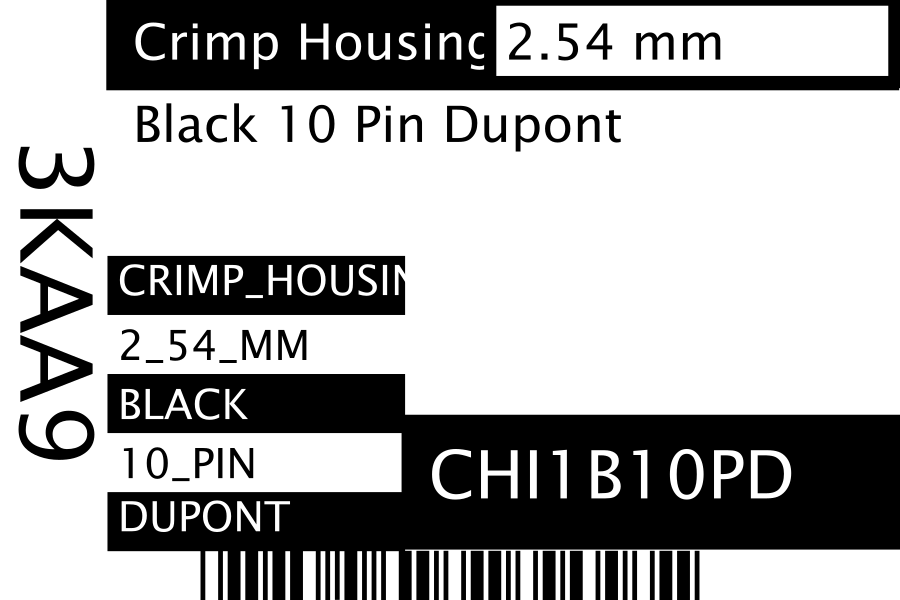 Crimp Housing 2.54 mm
Black 10 Pin Dupont
3KAA9
CRIMP_HOUSIN
2_54_MM
BLACK
10_PIN
DUPONT
CHI1B10PD